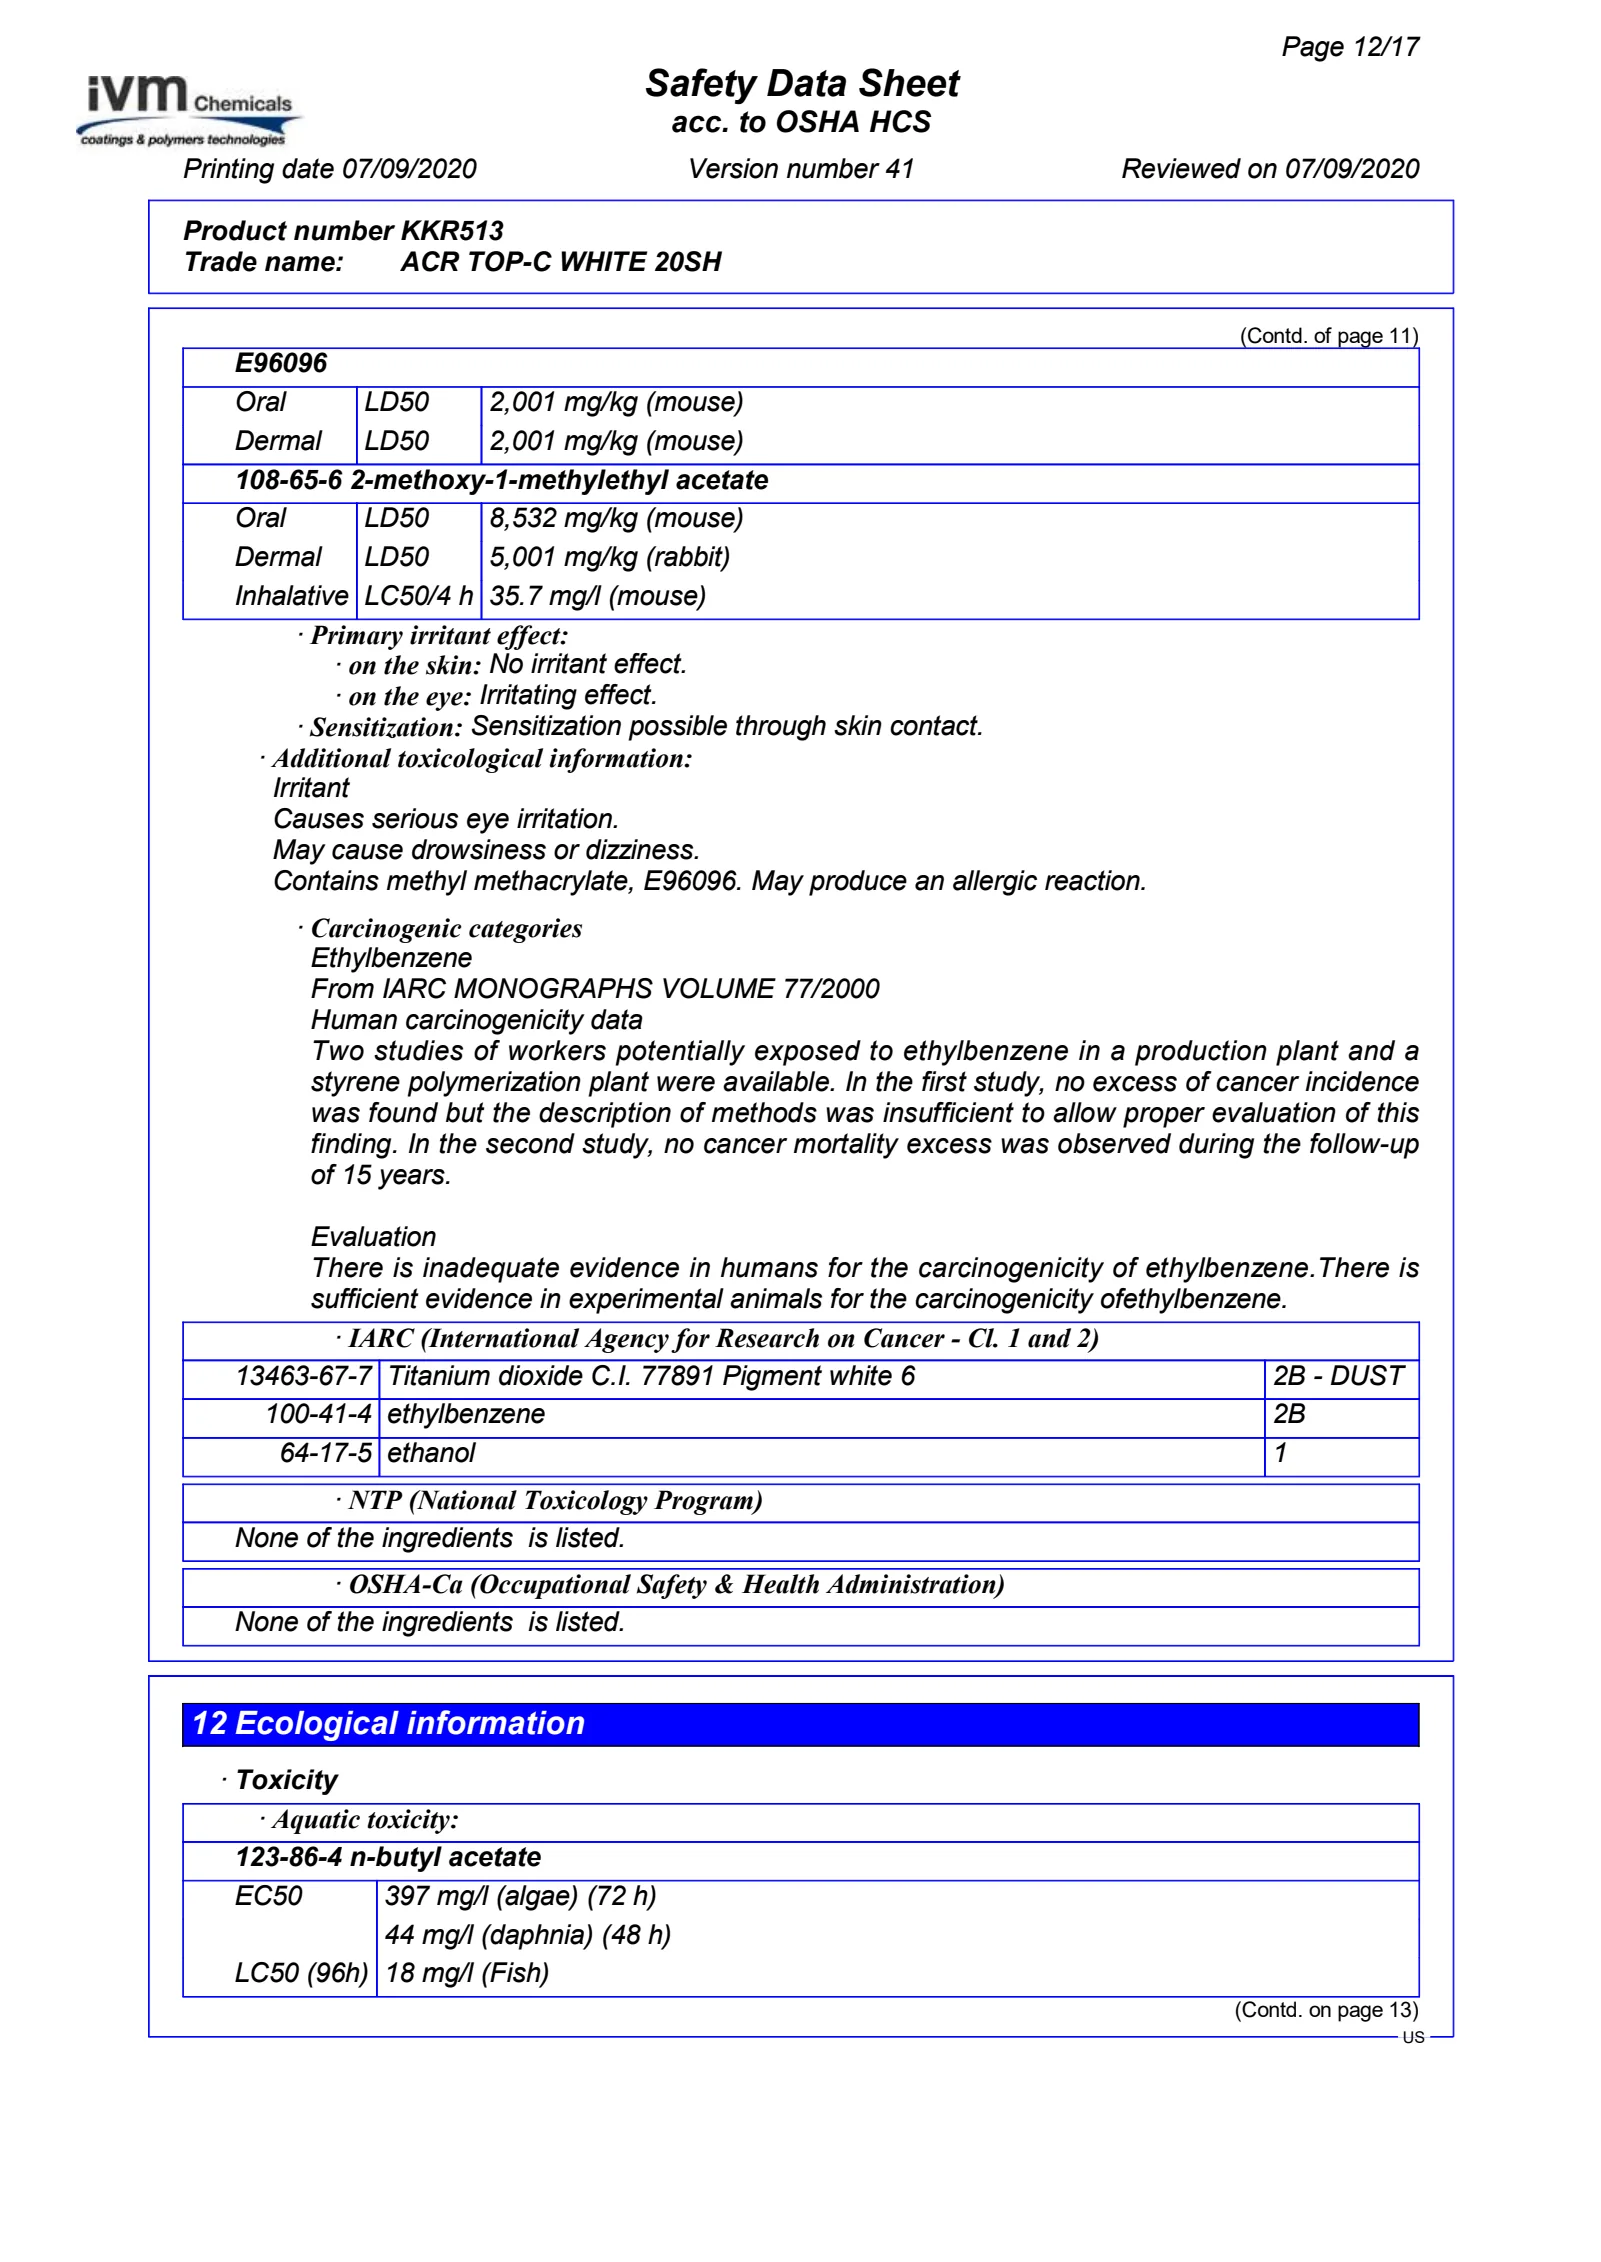 Page 12/17
ivm Chemicals
coatings & polymers technologies
Safety Data Sheet
acc. to OSHA HCS
Printing date 07/09/2020 Version number 41 Reviewed on 07/09/2020
Product number KKR513
Trade name: ACR TOP-C WHITE 20SH
(Contd. of page 11)
E96096
Oral LD50 2,001 mg/kg (mouse)
Dermal LD50 2,001 mg/kg (mouse)
108-65-6 2-methoxy-1-methylethyl acetate
Oral LD50 8,532 mg/kg (mouse)
Dermal LD50 5,001 mg/kg (rabbit)
Inhalative LC50/4 h 35.7 mg/l (mouse)
· Primary irritant effect:
· on the skin: No irritant effect.
· on the eye: Irritating effect.
· Sensitization: Sensitization possible through skin contact.
· Additional toxicological information:
Irritant
Causes serious eye irritation.
May cause drowsiness or dizziness.
Contains methyl methacrylate, E96096. May produce an allergic reaction.
· Carcinogenic categories
Ethylbenzene
From IARC MONOGRAPHS VOLUME 77/2000
Human carcinogenicity data
Two studies of workers potentially exposed to ethylbenzene in a production plant and a
styrene polymerization plant were available. In the first study, no excess of cancer incidence
was found but the description of methods was insufficient to allow proper evaluation of this
finding. In the second study, no cancer mortality excess was observed during the follow-up
of 15 years.
Evaluation
There is inadequate evidence in humans for the carcinogenicity of ethylbenzene.There is
sufficient evidence in experimental animals for the carcinogenicity ofethylbenzene.
· IARC (International Agency for Research on Cancer - Cl. 1 and 2)
13463-67-7 Titanium dioxide C.I. 77891 Pigment white 6 2B - DUST
100-41-4 ethylbenzene 2B
64-17-5 ethanol 1
· NTP (National Toxicology Program)
None of the ingredients is listed.
· OSHA-Ca (Occupational Safety & Health Administration)
None of the ingredients is listed.
12 Ecological information
· Toxicity
· Aquatic toxicity:
123-86-4 n-butyl acetate
EC50 397 mg/l (algae) (72 h)
44 mg/l (daphnia) (48 h)
LC50 (96h) 18 mg/l (Fish)
(Contd. on page 13)
US